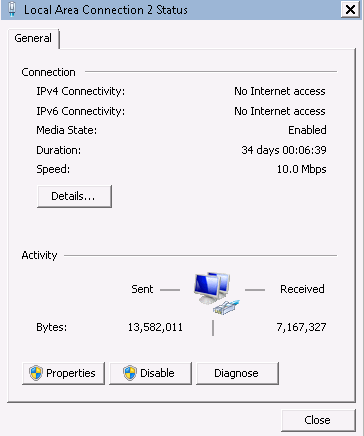 Local Area Connection 2 Status
General
Connection
IPv4 Connectivity: No Internet access
IPv6 Connectivity: No Internet access
Media State: Enabled
Duration: 34 days 00:06:39
Speed: 10.0 Mbps
Details...
Activity
Sent Received
Bytes: 13,582,011 7,167,327
Properties Disable Diagnose
Close